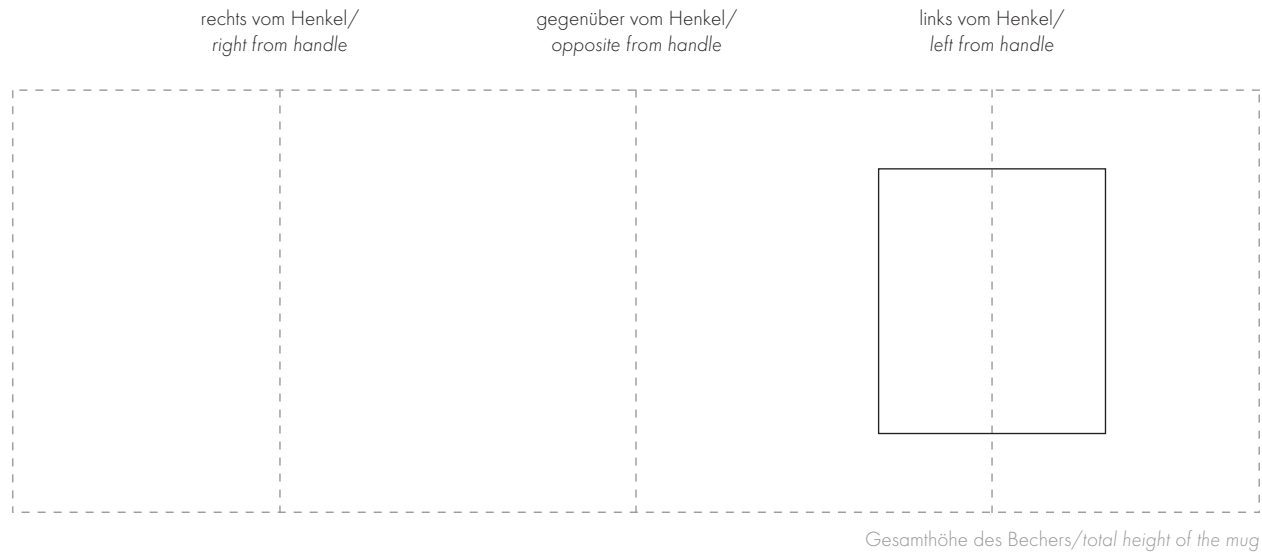 rechts vom Henkel/
right from handle
gegenüber vom Henkel/
opposite from handle
links vom Henkel/
left from handle
Gesamthöhe des Bechers/total height of the mug